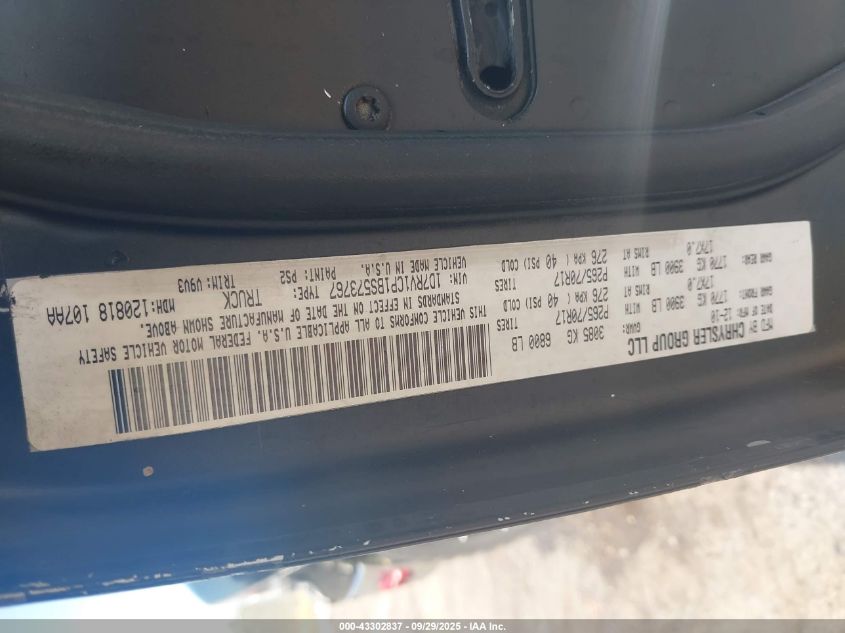 MFD BY CHRYSLER GROUP LLC
DATE OF MFR: 12-10 GVWR: 3085 KG 6800 LB
GAWR FRONT: 1770 KG 3900 LB WITH P265/70R17 TIRES
17X7.0 RIMS AT 276 KPA ( 40 PSI) COLD
GAWR REAR: 1770 KG 3900 LB WITH P265/70R17 TIRES
17X7.0 RIMS AT 276 KPA ( 40 PSI) COLD
THIS VEHICLE CONFORMS TO ALL APPLICABLE U.S.A. FEDERAL MOTOR VEHICLE SAFETY
STANDARDS IN EFFECT ON THE DATE OF MANUFACTURE SHOWN ABOVE.
VIN: 1D7RV1CP1BS573767 TYPE: TRUCK MDH:120818 107AA
VEHICLE MADE IN U.S.A. PAINT: PS2 TRIM: V9V3
000-43302837 - 09/29/2025 - IAA Inc.